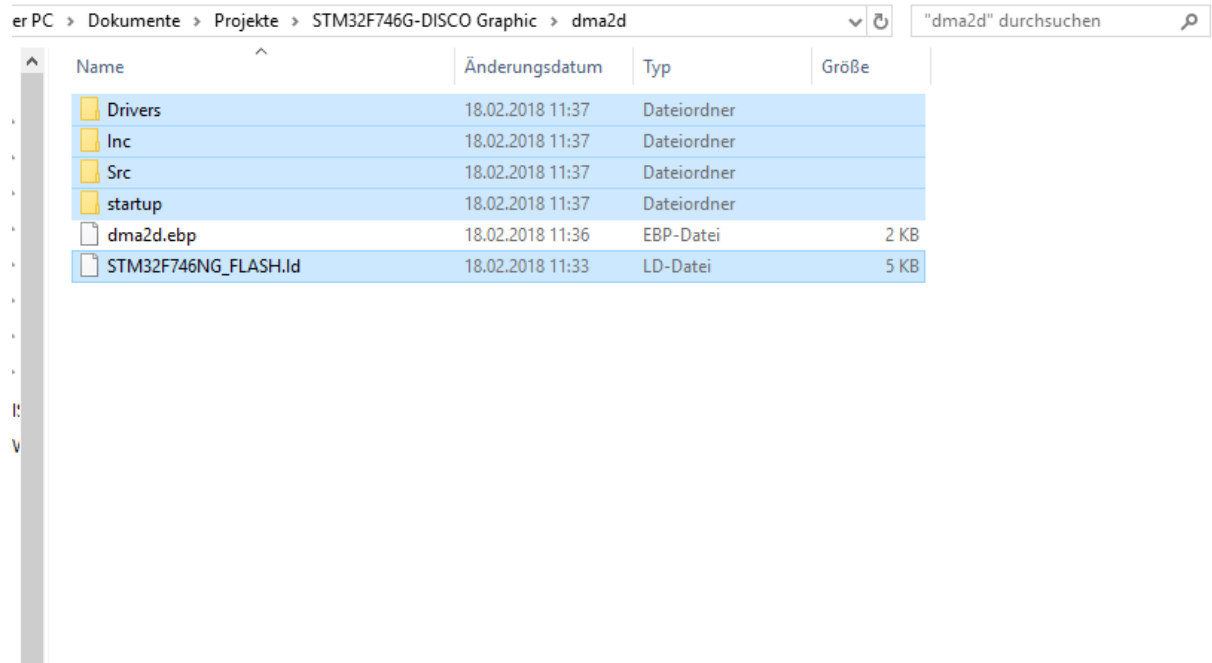 er PC > Dokumente > Projekte > STM32F746G-DISCO Graphic > dma2d "dma2d" durchsuchen
Name Änderungsdatum Typ Größe
Drivers 18.02.2018 11:37 Dateiordner
Inc 18.02.2018 11:37 Dateiordner
Src 18.02.2018 11:37 Dateiordner
startup 18.02.2018 11:37 Dateiordner
dma2d.ebp 18.02.2018 11:36 EBP-Datei 2 KB
STM32F746NG_FLASH.ld 18.02.2018 11:33 LD-Datei 5 KB